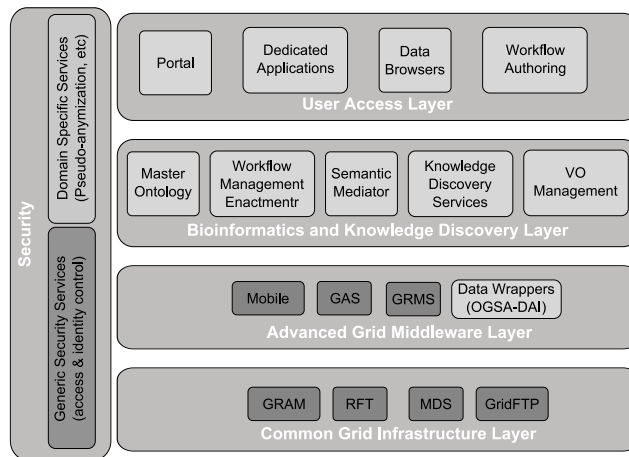 Security
Domain Specific Services
(Pseudo-anymization, etc)
Generic Security Services
(access & identity control)
Portal
Dedicated
Applications
Data
Browsers
Workflow
Authoring
User Access Layer
Master
Ontology
Workflow
Management
Enactmentr
Semantic
Mediator
Knowledge
Discovery
Services
VO
Management
Bioinformatics and Knowledge Discovery Layer
Mobile
GAS
GRMS
Data Wrappers
(OGSA-DAI)
Advanced Grid Middleware Layer
GRAM
RFT
MDS
GridFTP
Common Grid Infrastructure Layer